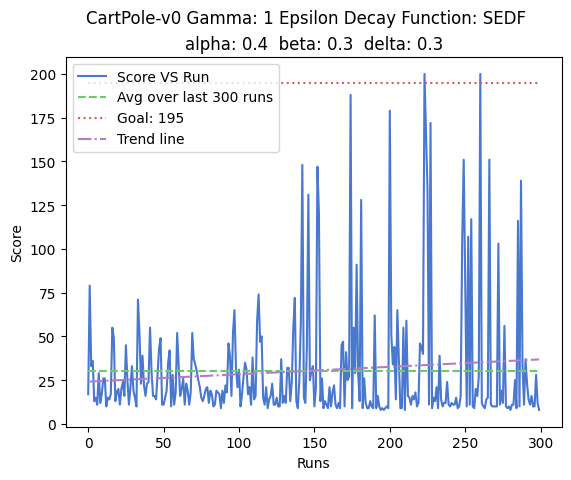 CartPole-v0 Gamma: 1 Epsilon Decay Function: SEDF
alpha: 0.4  beta: 0.3  delta: 0.3
Score VS Run
Avg over last 300 runs
Goal: 195
Trend line
Score
200
175
150
125
100
75
50
25
0
0 50 100 150 200 250 300
Runs